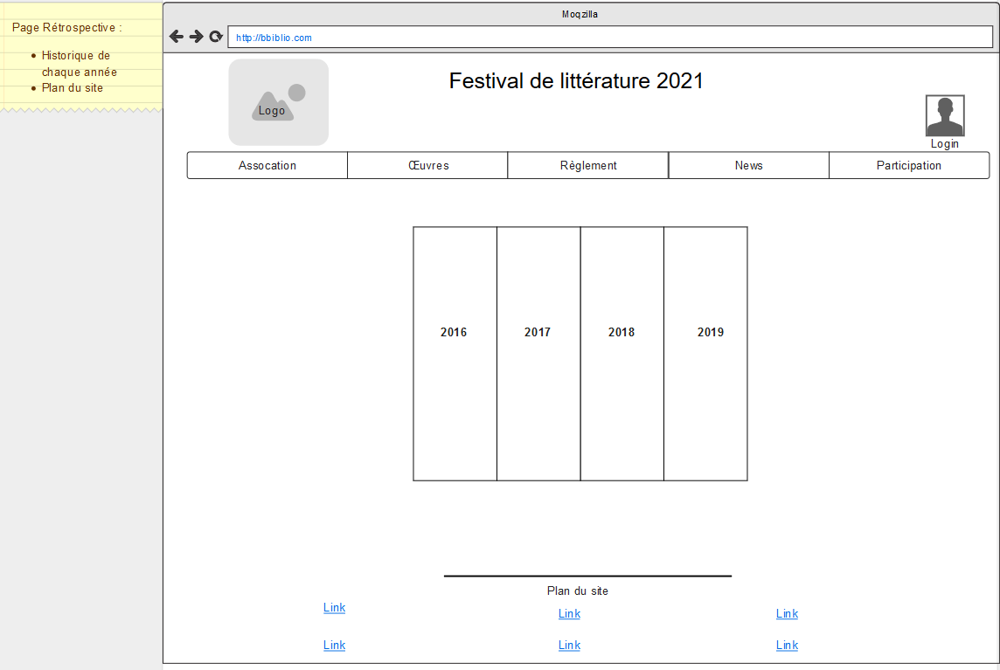 Page Rétrospective :
• Historique de
chaque année
• Plan du site
Moqzilla
http://bbiblio.com
Logo
Festival de littérature 2021
Login
Assocation Œuvres Règlement News Participation
2016 2017 2018 2019
Plan du site
Link Link Link
Link Link Link